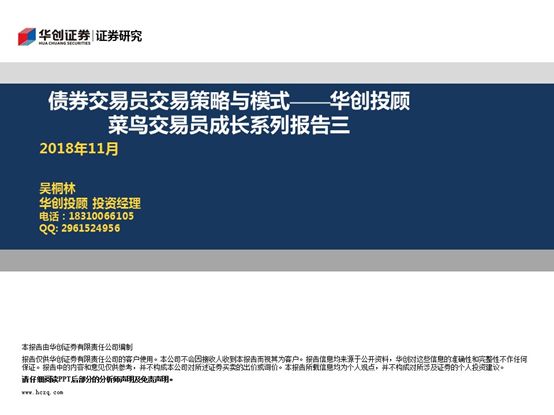 华创证券 | 证券研究
HUA CHUANG SECURITIES
债券交易员交易策略与模式——华创投顾
菜鸟交易员成长系列报告三
2018年11月
吴桐林
华创投顾 投资经理
电话：18310066105
QQ: 2961524956
本报告由华创证券有限责任公司编制
报告仅供华创证券有限责任公司的客户使用。本公司不会因接收人收到本报告而视其为客户。报告信息均来源于公开资料，华创对这些信息的准确性和完整性不作任何
保证。报告中的内容和意见仅供参考，并不构成本公司对所述证券买卖的出价或询价。本报告所载信息均为个人观点，并不构成对所涉及证券的个人投资建议。
请仔细阅读PPT后部分的分析师声明及免责声明。
www.hczq.com